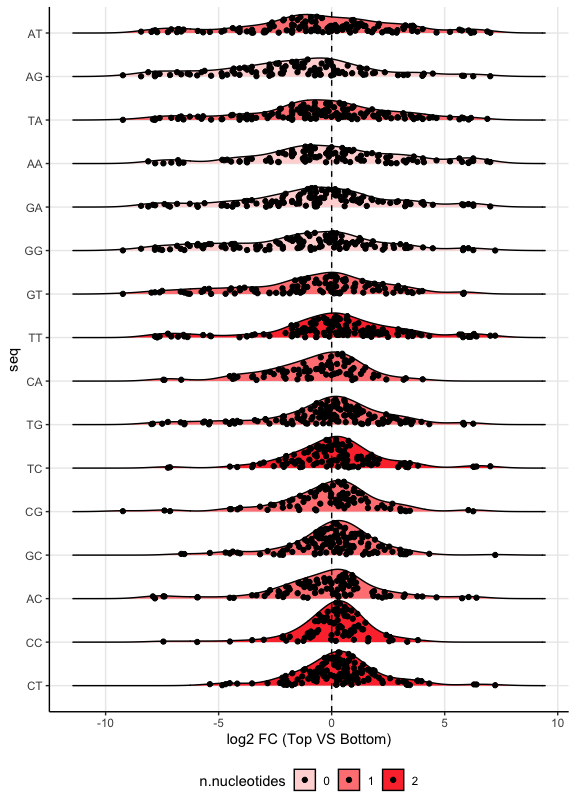 AT
AG
TA
AA
GA
GG
GT
TT
CA
TG
TC
CG
GC
AC
CC
CT
seq
-10 -5 0 5 10
log2 FC (Top VS Bottom)
n.nucleotides 0 1 2